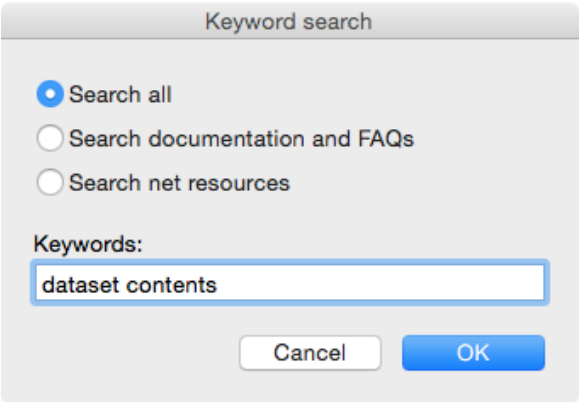 Keyword search
Search all
Search documentation and FAQs
Search net resources
Keywords:
dataset contents
Cancel OK